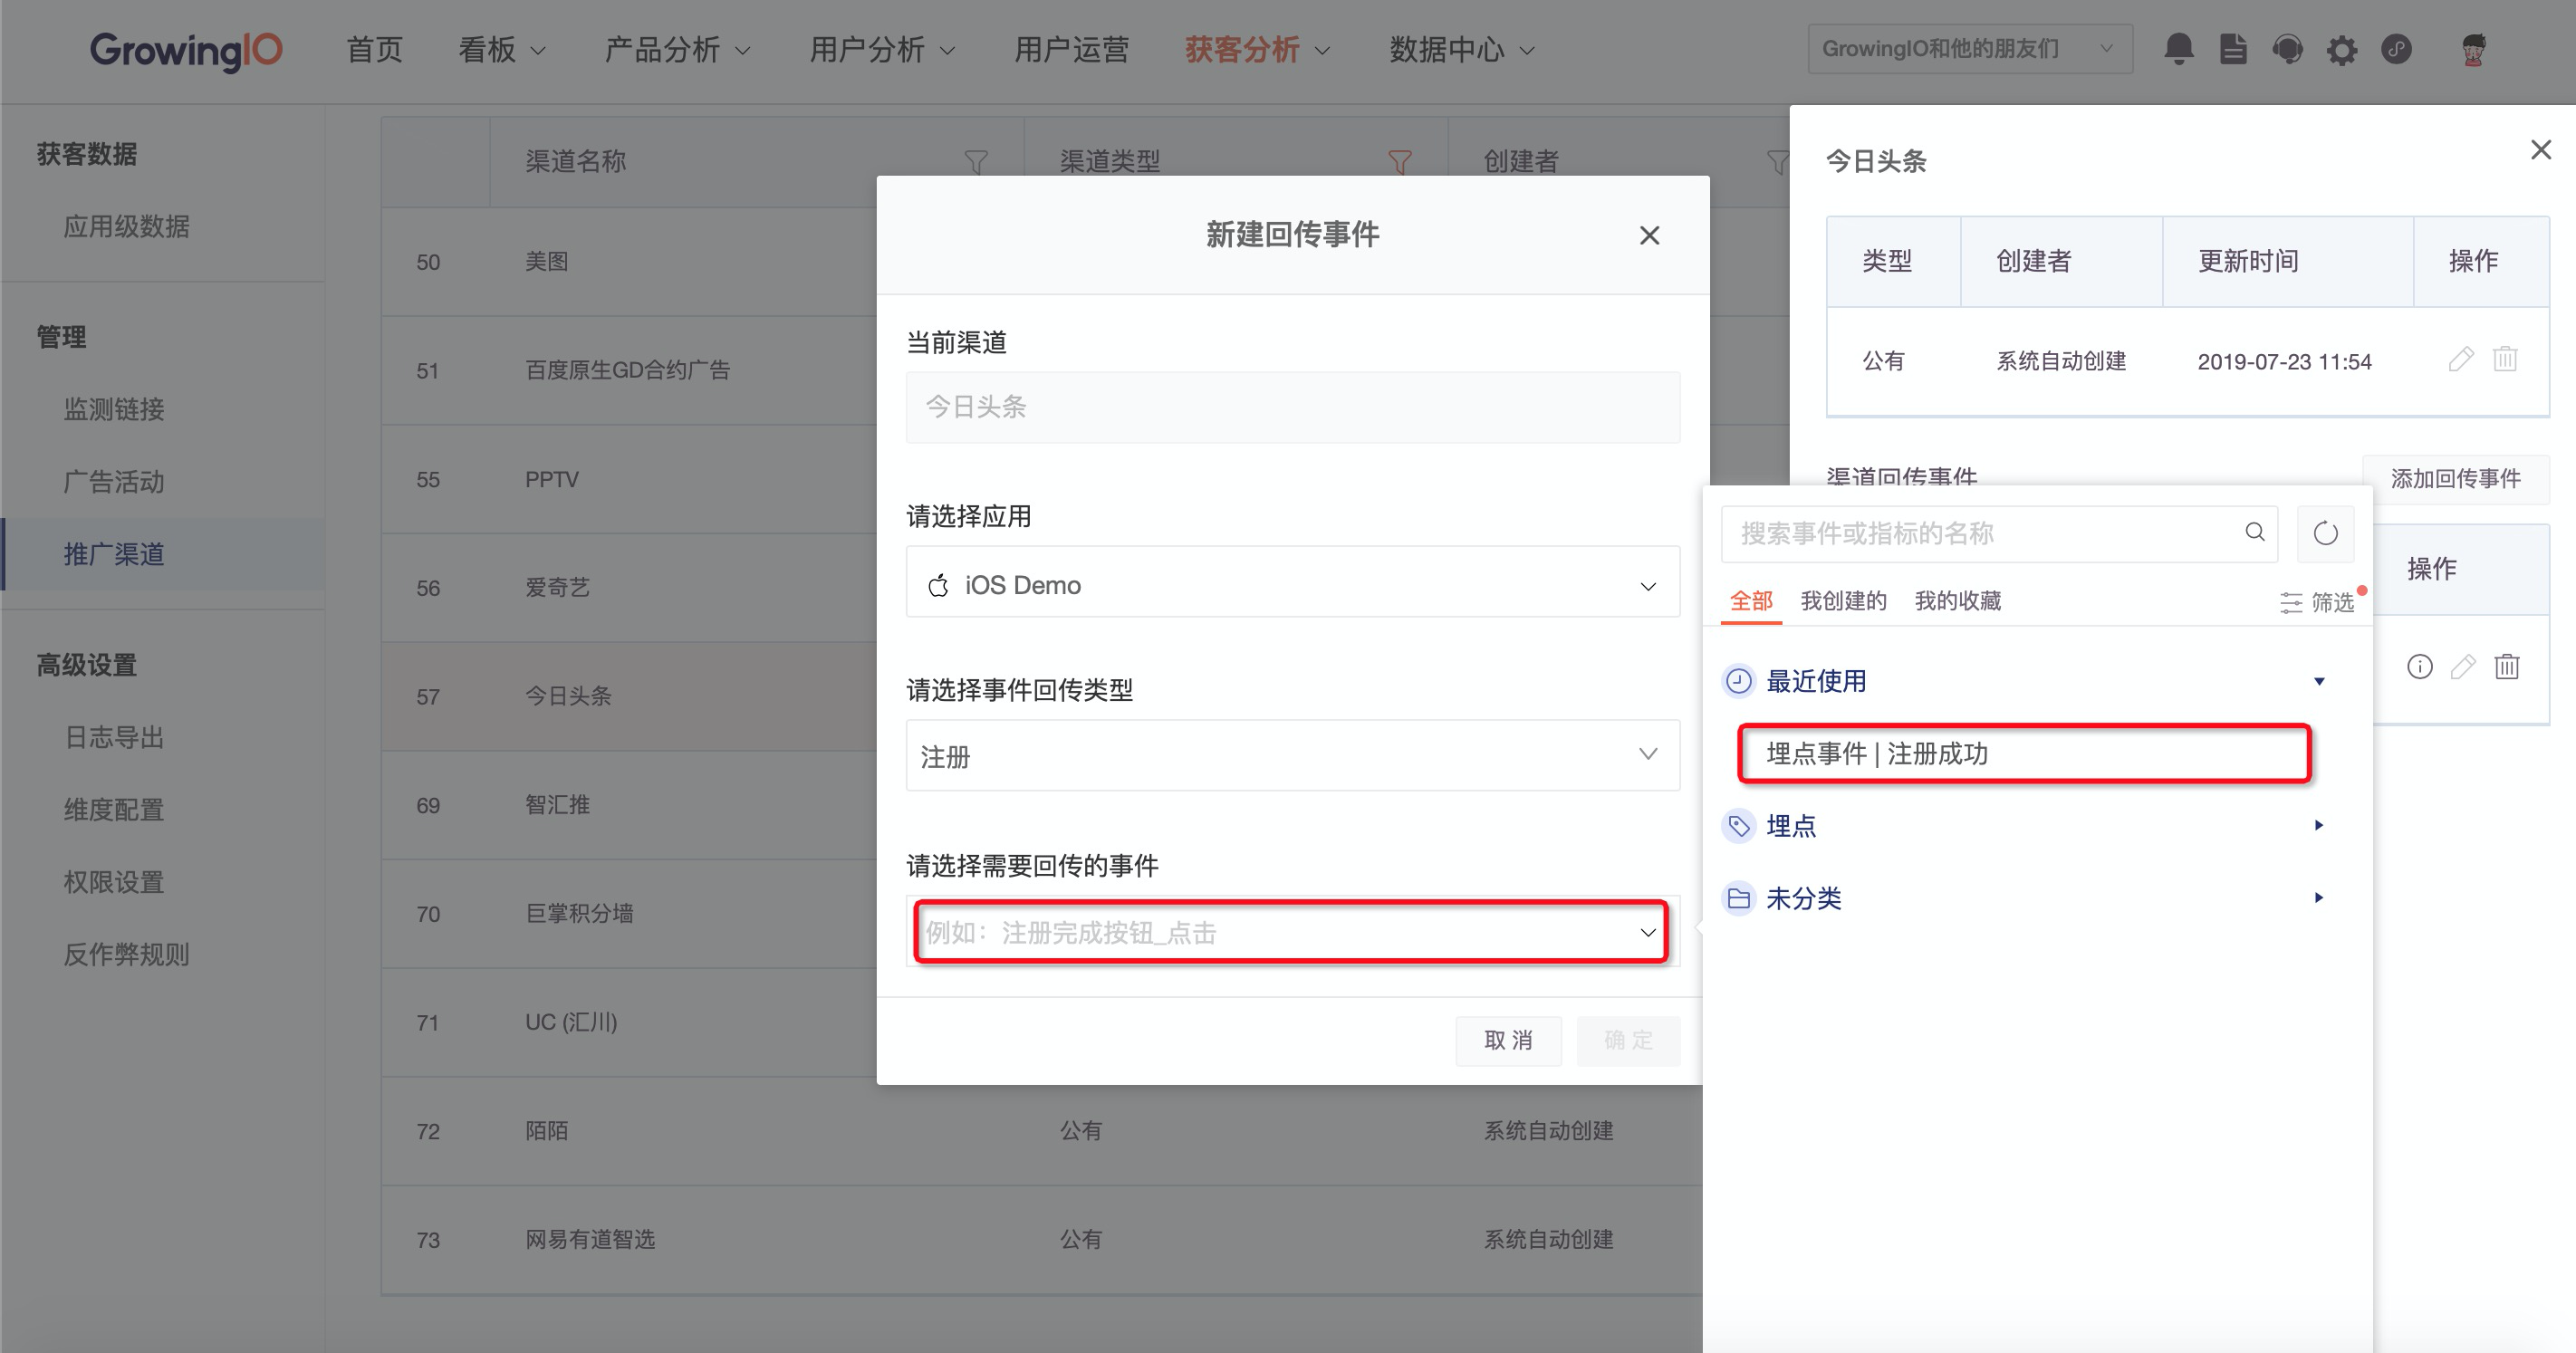 GrowingIO
首页
看板
产品分析
用户分析
用户运营
获客分析
数据中心
GrowingIO和他的朋友们
获客数据
应用级数据
管理
监测链接
广告活动
推广渠道
高级设置
日志导出
维度配置
权限设置
反作弊规则
渠道名称
渠道类型
创建者
50 美图
51 百度原生GD合约广告
55 PPTV
56 爱奇艺
57 今日头条
69 智汇推
70 巨掌积分墙
71 UC (汇川)
72 陌陌 公有 系统自动创建
73 网易有道智选 公有 系统自动创建
新建回传事件
当前渠道
今日头条
请选择应用
iOS Demo
请选择事件回传类型
注册
请选择需要回传的事件
例如：注册完成按钮_点击
取 消
确 定
今日头条
类型 创建者 更新时间 操作
公有 系统自动创建 2019-07-23 11:54
渠道回传事件
添加回传事件
操作
搜索事件或指标的名称
全部 我创建的 我的收藏 筛选
最近使用
埋点事件 | 注册成功
埋点
未分类